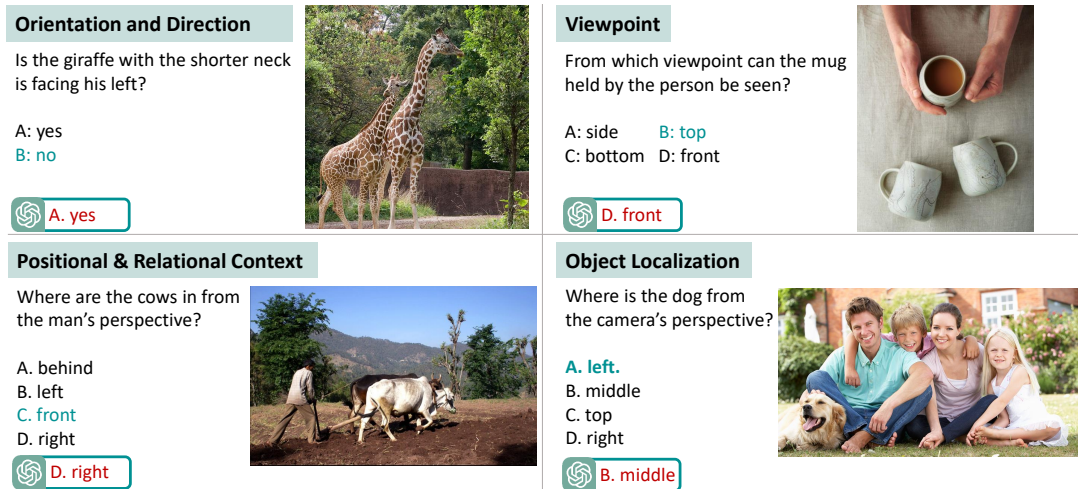 Orientation and Direction
Is the giraffe with the shorter neck
is facing his left?
A: yes
B: no
A. yes
Viewpoint
From which viewpoint can the mug
held by the person be seen?
A: side B: top
C: bottom D: front
D. front
Positional & Relational Context
Where are the cows in from
the man's perspective?
A. behind
B. left
C. front
D. right
D. right
Object Localization
Where is the dog from
the camera's perspective?
A. left.
B. middle
C. top
D. right
B. middle